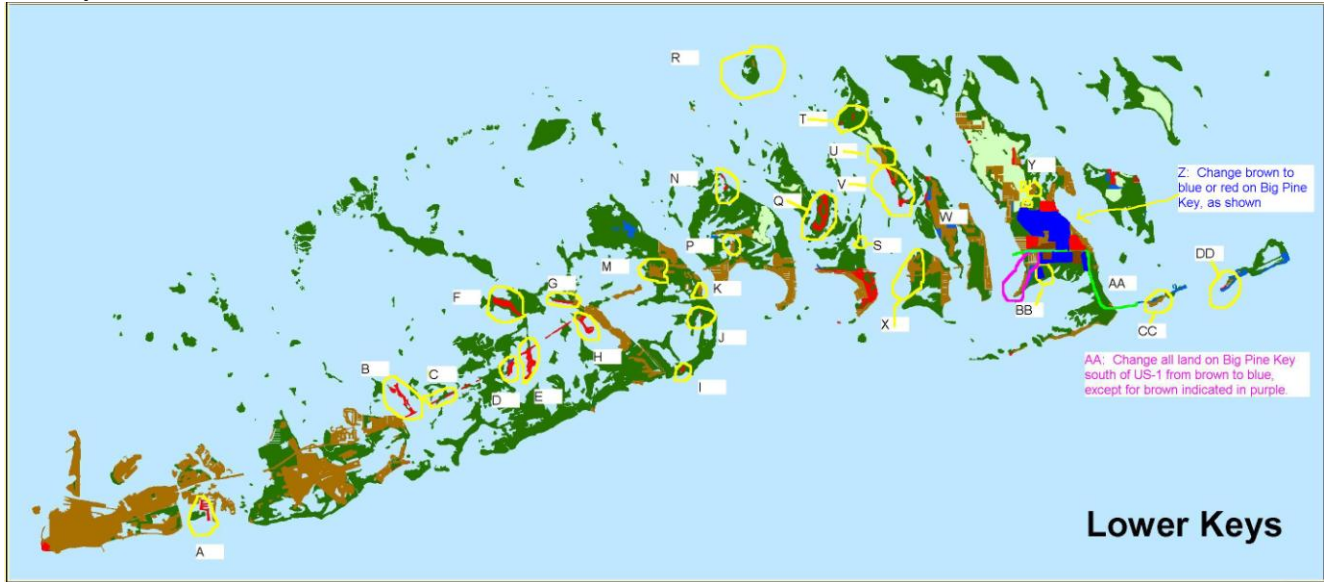 R
T
U
N
Y
V
Z: Change brown to
blue or red on Big Pine
Key, as shown
Q
W
P
S
M
DD
G
K
AA
F
X
BB
J
CC
H
B
C
I
D
E
AA: Change all land on Big Pine Key
south of US-1 from brown to blue,
except for brown indicated in purple.
Lower Keys
A